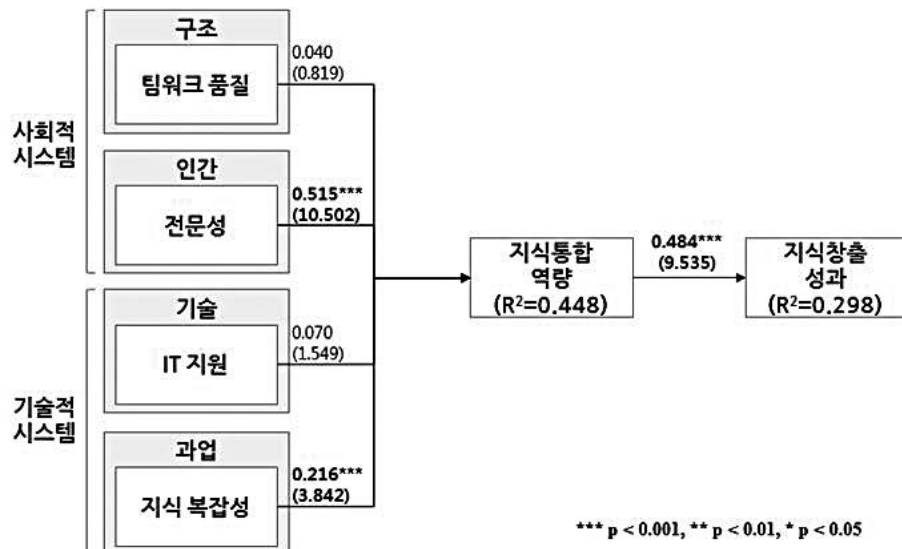 사회적
시스템
구조
팀워크 품질
0.040
(0.819)
인간
전문성
0.515***
(10.502)
기술적
시스템
기술
IT 지원
0.070
(1.549)
과업
지식 복잡성
0.216***
(3.842)
지식통합
역량
(R²=0.448)
0.484***
(9.535)
지식창출
성과
(R²=0.298)
*** p < 0.001, ** p < 0.01, * p < 0.05